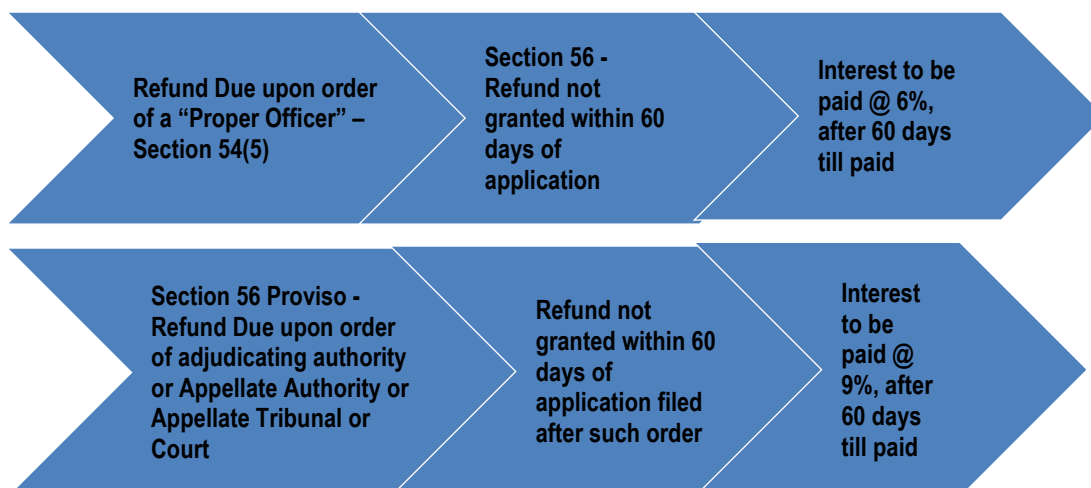 Refund Due upon order
of a “Proper Officer” –
Section 54(5)
Section 56 -
Refund not
granted within 60
days of
application
Interest to be
paid @ 6%,
after 60 days
till paid
Section 56 Proviso -
Refund Due upon order
of adjudicating authority
or Appellate Authority or
Appellate Tribunal or
Court
Refund not
granted within 60
days of
application filed
after such order
Interest
to be
paid @
9%, after
60 days
till paid